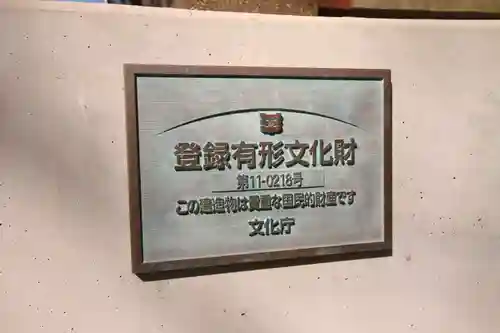 登録有形文化財
第11-0218号
この建造物は貴重な国民的財産です
文化庁